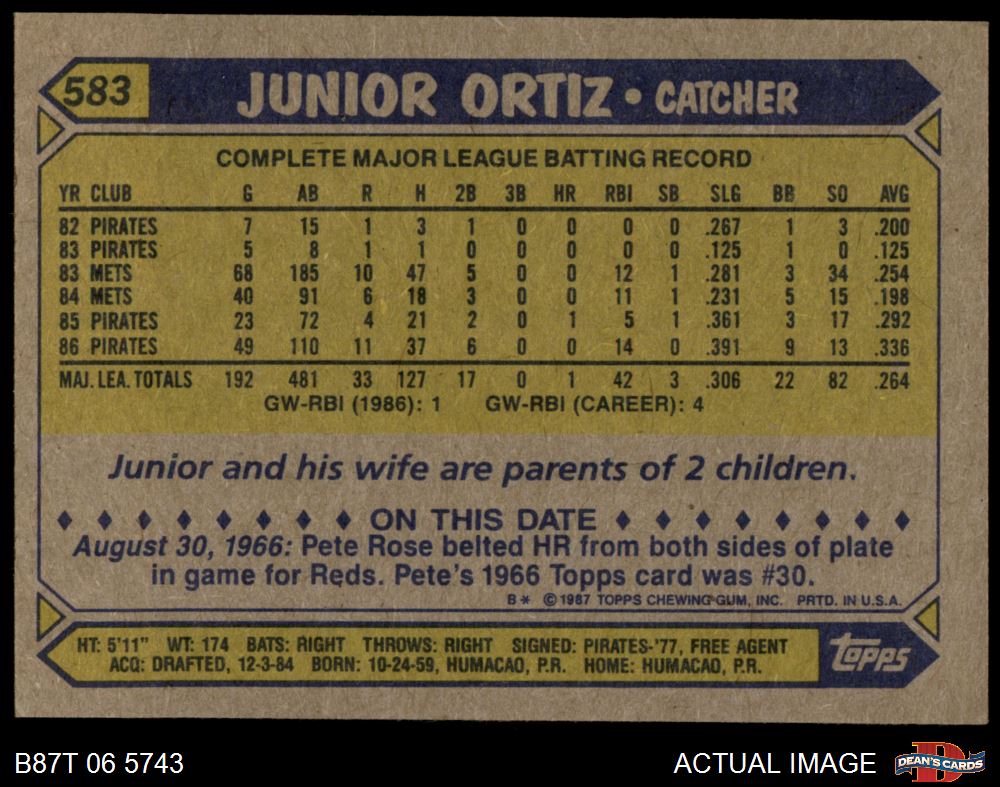 583 JUNIOR ORTIZ • CATCHER
COMPLETE MAJOR LEAGUE BATTING RECORD
YR CLUB G AB R H 2B 3B HR RBI SB SLG BB SO AVG
82 PIRATES 7 15 1 3 1 0 0 0 0 .267 1 3 .200
83 PIRATES 5 8 1 1 0 0 0 0 0 .125 1 0 .125
83 METS 68 185 10 47 5 0 0 12 1 .281 3 34 .254
84 METS 40 91 6 18 3 0 0 11 1 .231 5 15 .198
85 PIRATES 23 72 4 21 2 0 1 5 1 .361 3 17 .292
86 PIRATES 49 110 11 37 6 0 0 14 0 .391 9 13 .336
MAJ. LEA. TOTALS 192 481 33 127 17 0 1 42 3 .306 22 82 .264
GW-RBI (1986): 1 GW-RBI (CAREER): 4
Junior and his wife are parents of 2 children.
ON THIS DATE
August 30, 1966: Pete Rose belted HR from both sides of plate
in game for Reds. Pete's 1966 Topps card was #30.
B* © 1987 TOPPS CHEWING GUM, INC. PRTD. IN U.S.A.
HT: 5'11" WT: 174 BATS: RIGHT THROWS: RIGHT SIGNED: PIRATES-'77, FREE AGENT
ACQ: DRAFTED, 12-3-84 BORN: 10-24-59, HUMACAO, P.R. HOME: HUMACAO, P.R.
topps
B87T 06 5743 ACTUAL IMAGE DEAN'S CARDS